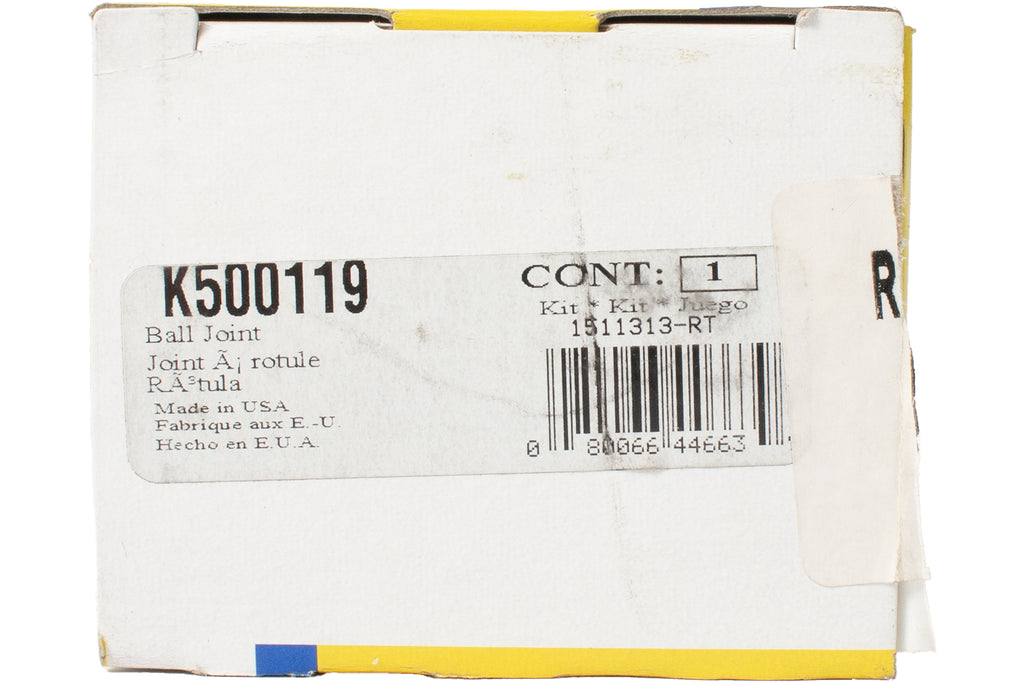 K500119
Ball Joint
Joint Ã¡ rotule
RÃ³tula
Made in USA
Fabrique aux E.-U.
Hecho en E.U.A.
CONT: 1
Kit * Kit * Juego
1511313-RT
0 80066 44663
R